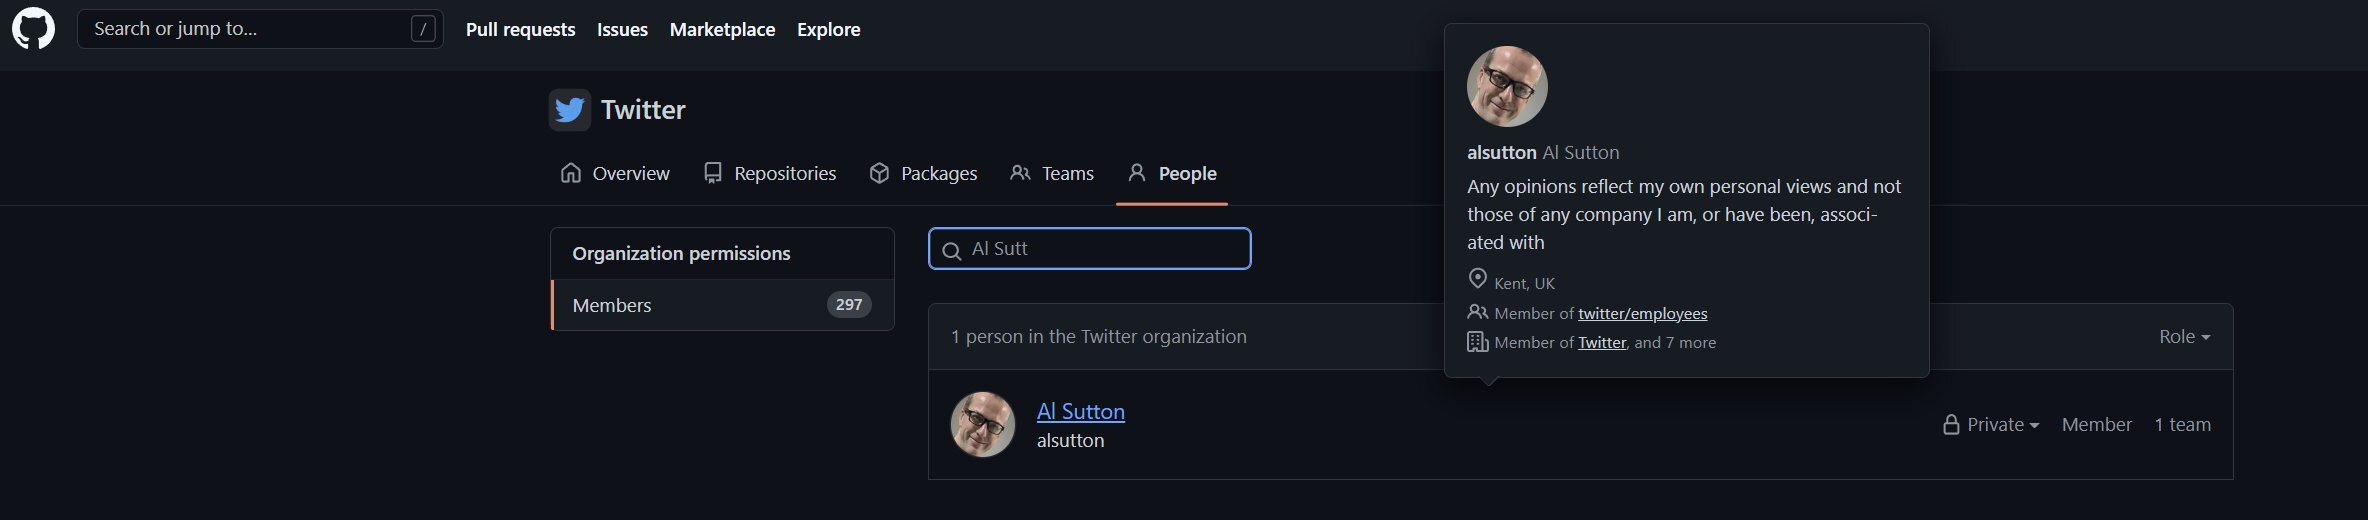 Search or jump to... /
Pull requests Issues Marketplace Explore
Twitter
Overview Repositories Packages Teams People
Organization permissions
Members 297
Al Sutt
1 person in the Twitter organization
Role
Al Sutton
alsutton
Private Member 1 team
alsutton Al Sutton
Any opinions reflect my own personal views and not
those of any company I am, or have been, associ-
ated with
Kent, UK
Member of twitter/employees
Member of Twitter, and 7 more